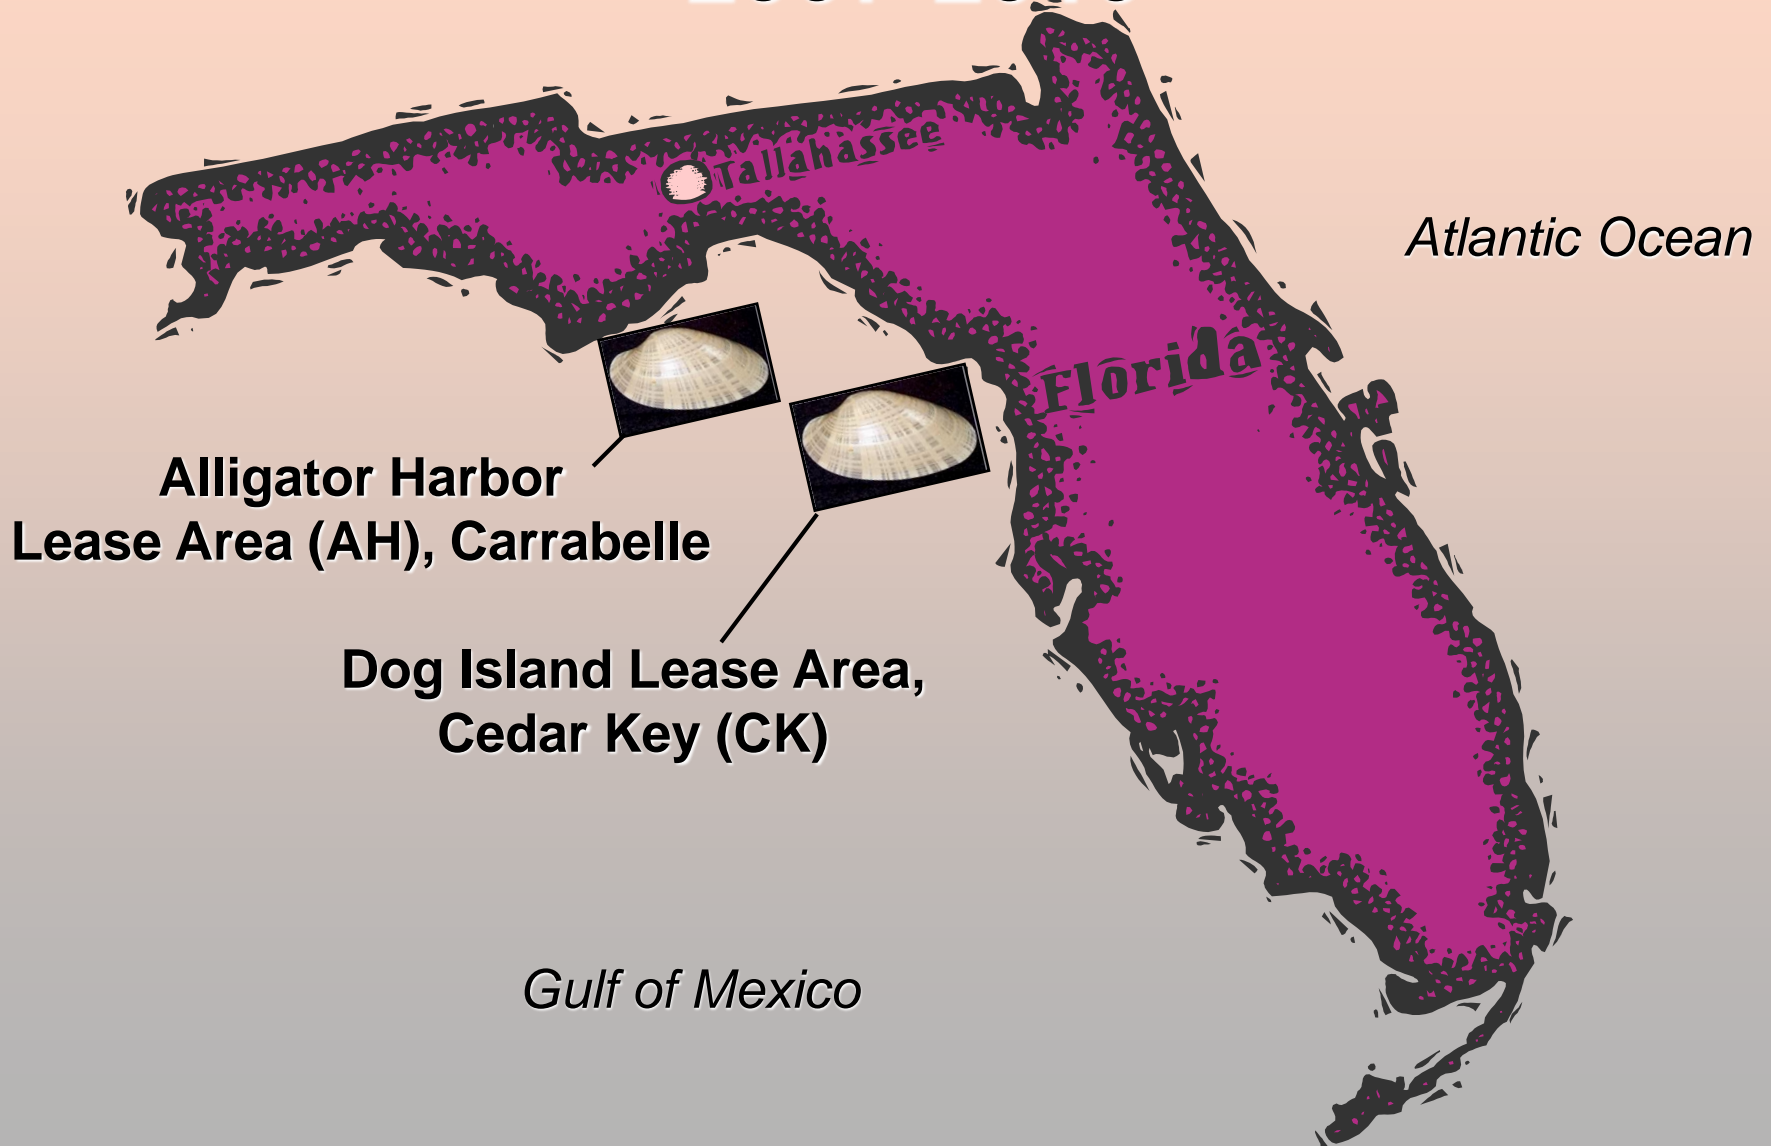 Tallahassee
Atlantic Ocean
Florida
Alligator Harbor
Lease Area (AH), Carrabelle
Dog Island Lease Area,
Cedar Key (CK)
Gulf of Mexico